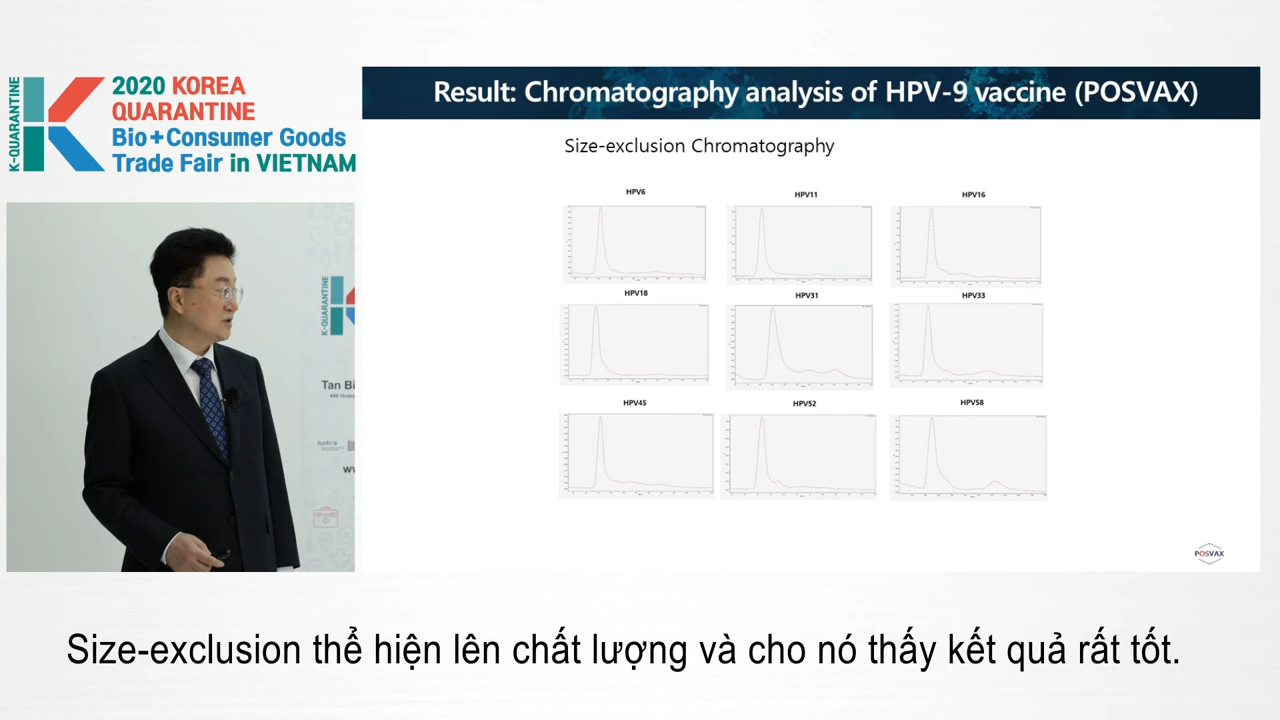 K-QUARANTINE
2020 KOREA
QUARANTINE
Bio+Consumer Goods
Trade Fair in VIETNAM
Result: Chromatography analysis of HPV-9 vaccine (POSVAX)
Size-exclusion Chromatography
HPV6
HPV11
HPV16
HPV18
HPV31
HPV33
HPV45
HPV52
HPV58
K-QUARANTINE
Tan Bi
kotra
POSVAX
Size-exclusion thể hiện lên chất lượng và cho nó thấy kết quả rất tốt.